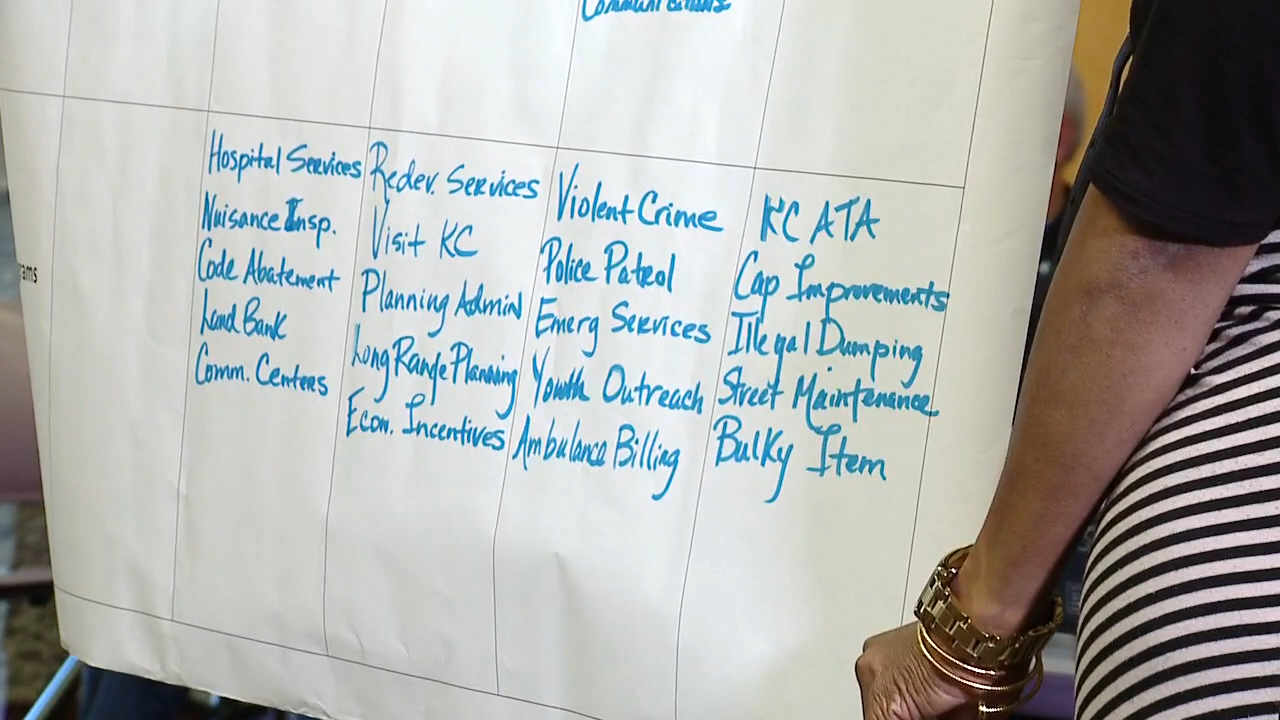 Communications
ams
Hospital Services
Nuisance Insp.
Code Abatement
Land Bank
Comm. Centers
Redev. Services
Visit KC
Planning Admin
Long Range Planning
Econ. Incentives
Violent Crime
Police Patrol
Emerg Services
Youth Outreach
Ambulance Billing
KC ATA
Cap Improvements
Illegal Dumping
Street Maintenance
Bulky Item